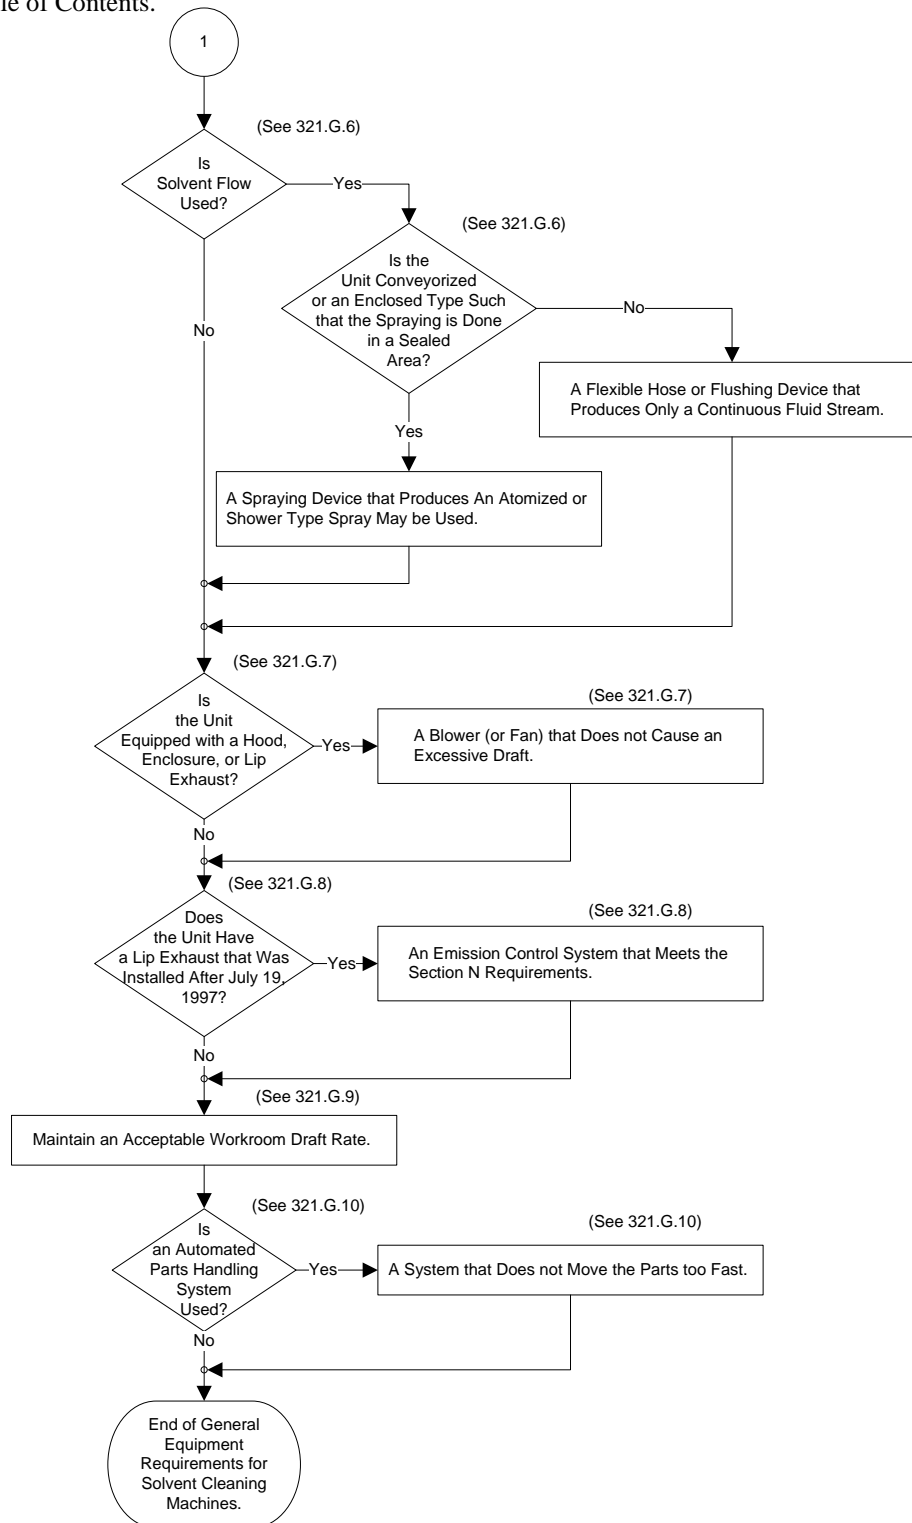 le of Contents.
1
(See 321.G.6)
Is
Solvent Flow
Used?
Yes
(See 321.G.6)
Is the
Unit Conveyorized
or an Enclosed Type Such
that the Spraying is Done
in a Sealed
Area?
No
No
A Flexible Hose or Flushing Device that
Produces Only a Continuous Fluid Stream.
Yes
A Spraying Device that Produces An Atomized or
Shower Type Spray May be Used.
(See 321.G.7)
Is
the Unit
Equipped with a Hood,
Enclosure, or Lip
Exhaust?
Yes
(See 321.G.7)
A Blower (or Fan) that Does not Cause an
Excessive Draft.
No
(See 321.G.8)
Does
the Unit Have
a Lip Exhaust that Was
Installed After July 19,
1997?
Yes
(See 321.G.8)
An Emission Control System that Meets the
Section N Requirements.
No
(See 321.G.9)
Maintain an Acceptable Workroom Draft Rate.
(See 321.G.10)
Is
an Automated
Parts Handling
System
Used?
Yes
(See 321.G.10)
A System that Does not Move the Parts too Fast.
No
End of General
Equipment
Requirements for
Solvent Cleaning
Machines.